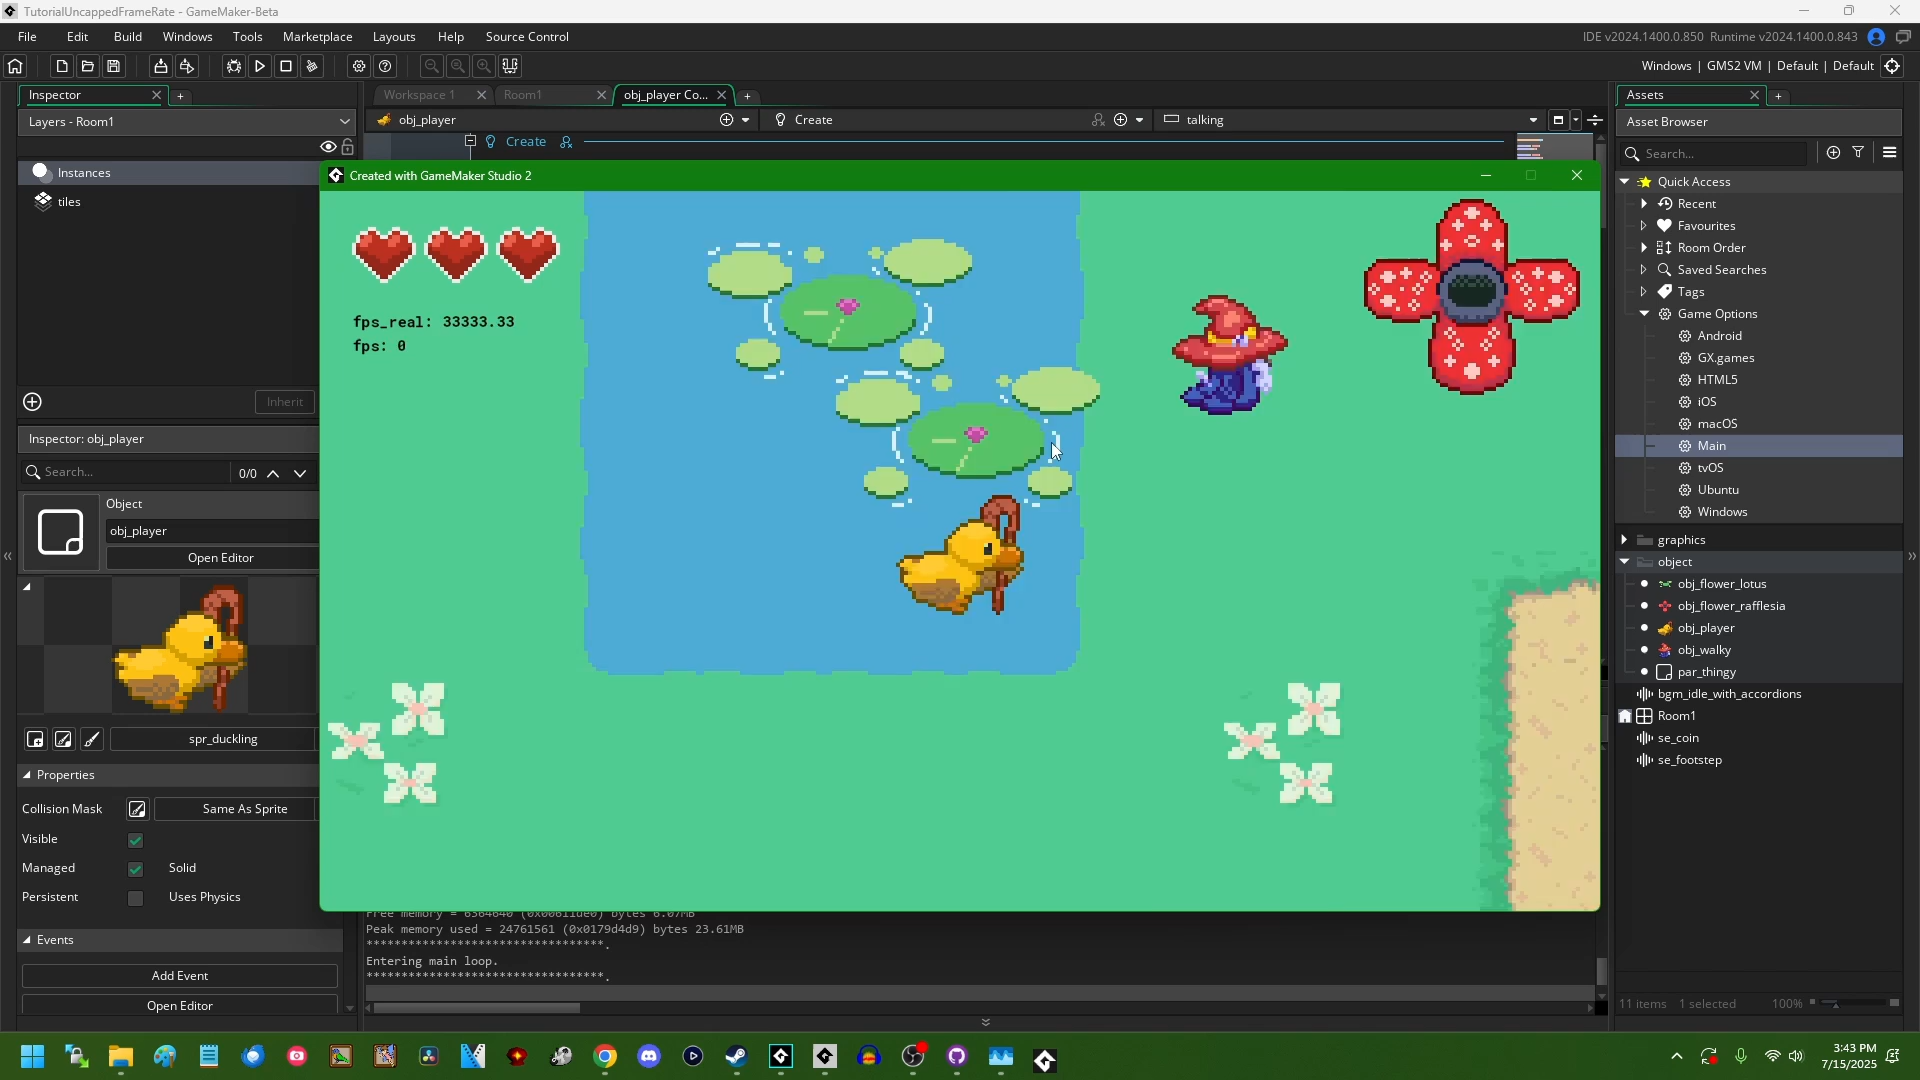 TutorialUncappedFrameRate - GameMaker-Beta
File Edit Build Windows Tools Marketplace Layouts Help Source Control
IDE v2024.1400.0.850 Runtime v2024.1400.0.843
Windows | GMS2 VM | Default | Default
Inspector
Workspace 1
Room1
obj_player Co...
Assets
Layers - Room1
obj_player
Create
talking
Asset Browser
Create
Search...
Instances
tiles
Created with GameMaker Studio 2
fps_real: 33333.33
fps: 0
Inherit
Inspector: obj_player
Search...
0/0
Object
obj_player
Open Editor
spr_duckling
Properties
Collision Mask
Same As Sprite
Visible
Managed
Solid
Persistent
Uses Physics
Events
Add Event
Open Editor
Free memory = 6364640 (0x00611de0) bytes 6.07MB
Peak memory used = 24761561 (0x0179d4d9) bytes 23.61MB
*********************************.
Entering main loop.
*********************************.
Quick Access
Recent
Favourites
Room Order
Saved Searches
Tags
Game Options
Android
GX.games
HTML5
iOS
macOS
Main
tvOS
Ubuntu
Windows
graphics
object
obj_flower_lotus
obj_flower_rafflesia
obj_player
obj_walky
par_thingy
bgm_idle_with_accordions
Room1
se_coin
se_footstep
11 items
1 selected
100%
3:43 PM
7/15/2025